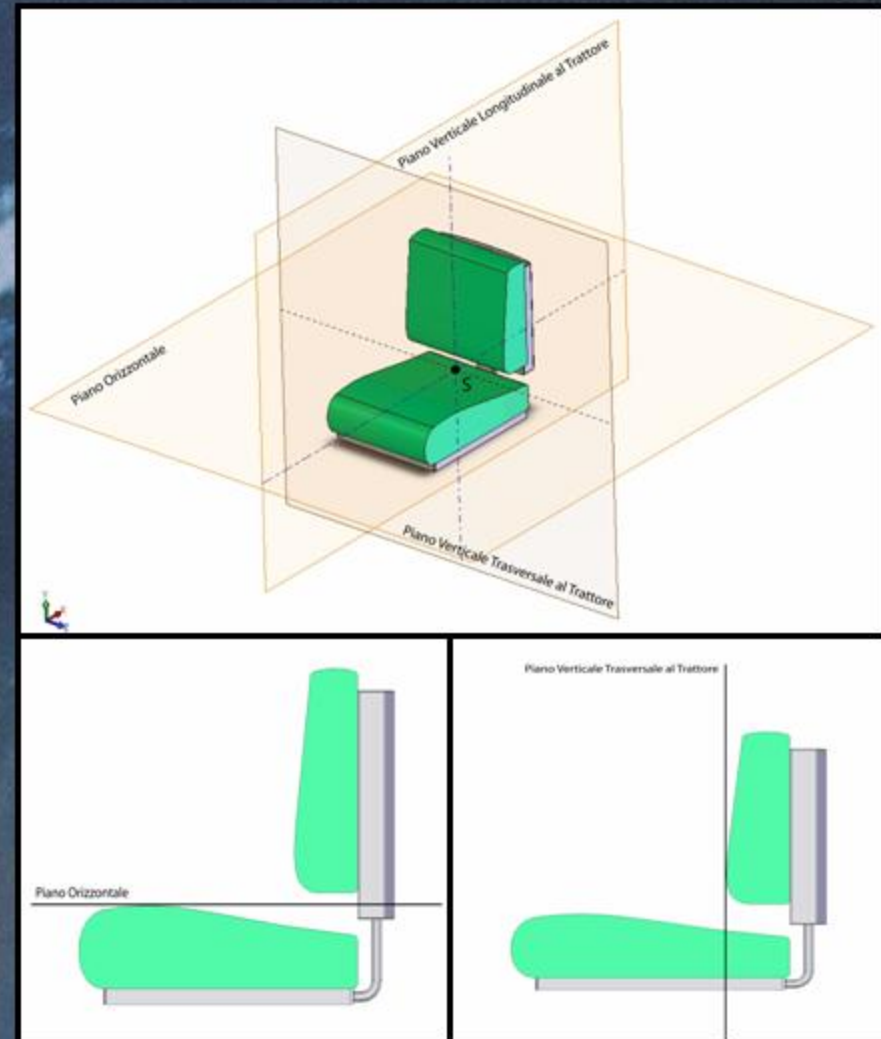 Piano Verticale Longitudinale al Trattore
Piano Orizzontale
S
Piano Verticale Trasversale al Trattore
Piano Orizzontale
Piano Verticale Trasversale al Trattore